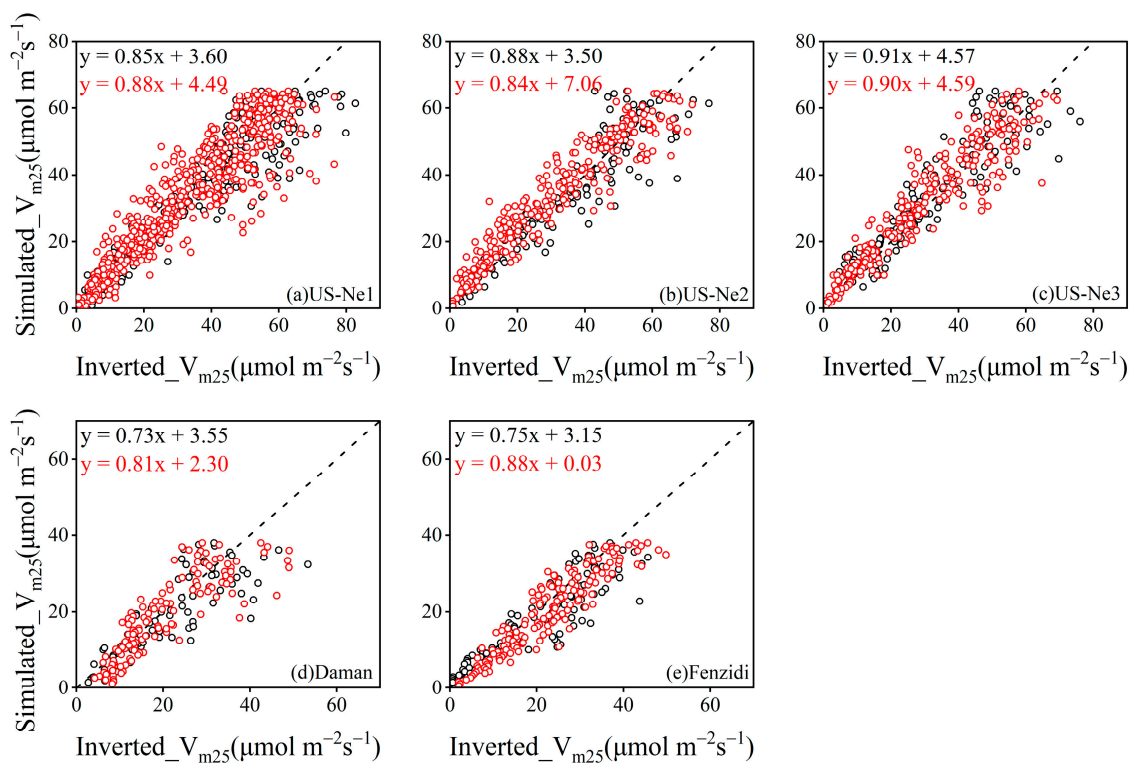 y = 0.85x + 3.60
y = 0.88x + 4.49
80
60
40
20
0
0 20 40 60 80
Simulated_Vm25(μmol m−2s−1)
Inverted_Vm25(μmol m−2s−1)
(a)US-Ne1
y = 0.88x + 3.50
y = 0.84x + 7.06
80
60
40
20
0
0 20 40 60 80
Inverted_Vm25(μmol m−2s−1)
(b)US-Ne2
y = 0.91x + 4.57
y = 0.90x + 4.59
80
60
40
20
0
0 20 40 60 80
Inverted_Vm25(μmol m−2s−1)
(c)US-Ne3
y = 0.73x + 3.55
y = 0.81x + 2.30
60
40
20
0
0 20 40 60
Simulated_Vm25(μmol m−2s−1)
Inverted_Vm25(μmol m−2s−1)
(d)Daman
y = 0.75x + 3.15
y = 0.88x + 0.03
60
40
20
0
0 20 40 60
Inverted_Vm25(μmol m−2s−1)
(e)Fenzidi